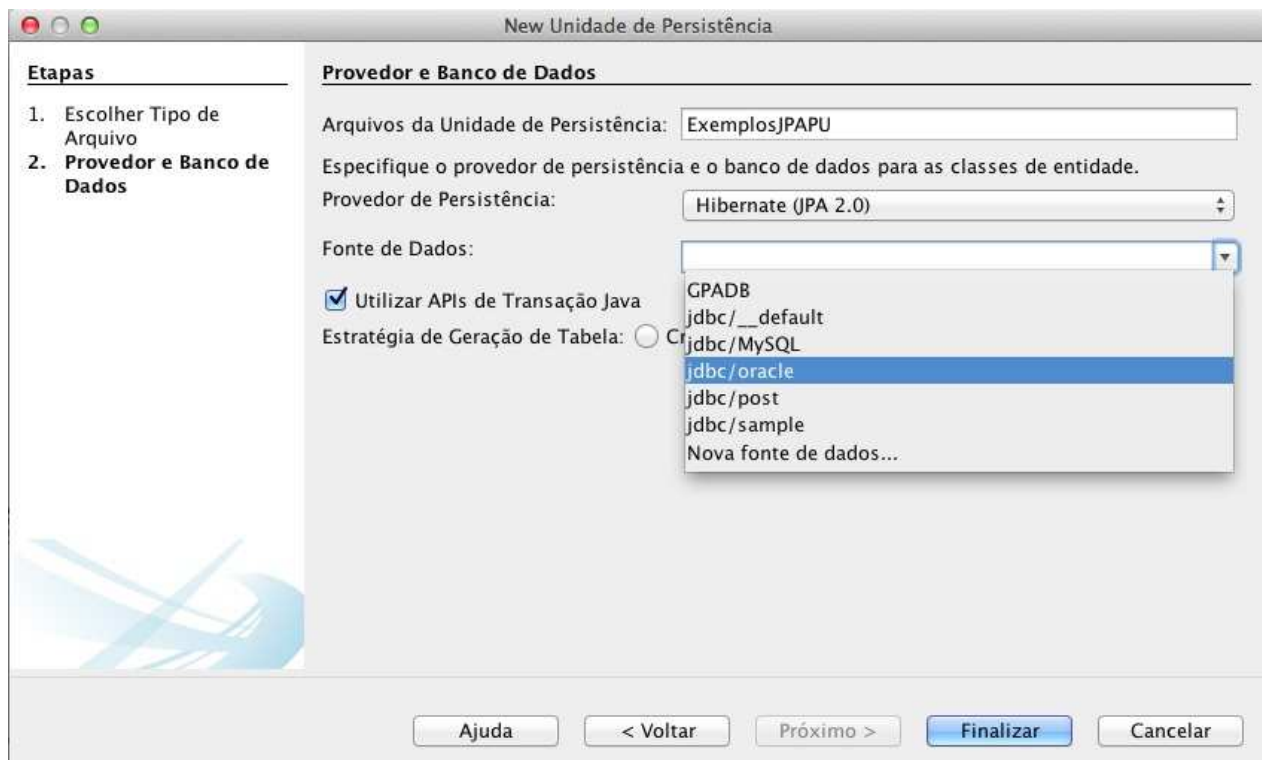 New Unidade de Persistência
Etapas
1. Escolher Tipo de
Arquivo
2. Provedor e Banco de
Dados
Provedor e Banco de Dados
Arquivos da Unidade de Persistência: ExemplosJPAPU
Especifique o provedor de persistência e o banco de dados para as classes de entidade.
Provedor de Persistência: Hibernate (JPA 2.0)
Fonte de Dados:
GPADB
Utilizar APIs de Transação Java
jdbc/__default
Estratégia de Geração de Tabela:
jdbc/MySQL
jdbc/oracle
jdbc/post
jdbc/sample
Nova fonte de dados...
Ajuda < Voltar Próximo > Finalizar Cancelar